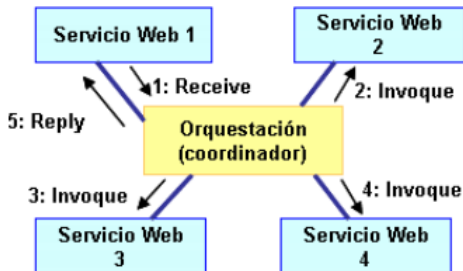 Servicio Web 1
Servicio Web
2
1: Receive
2: Invoque
5: Reply
Orquestación
(coordinador)
3: Invoque
4: Invoque
Servicio Web
3
Servicio Web
4